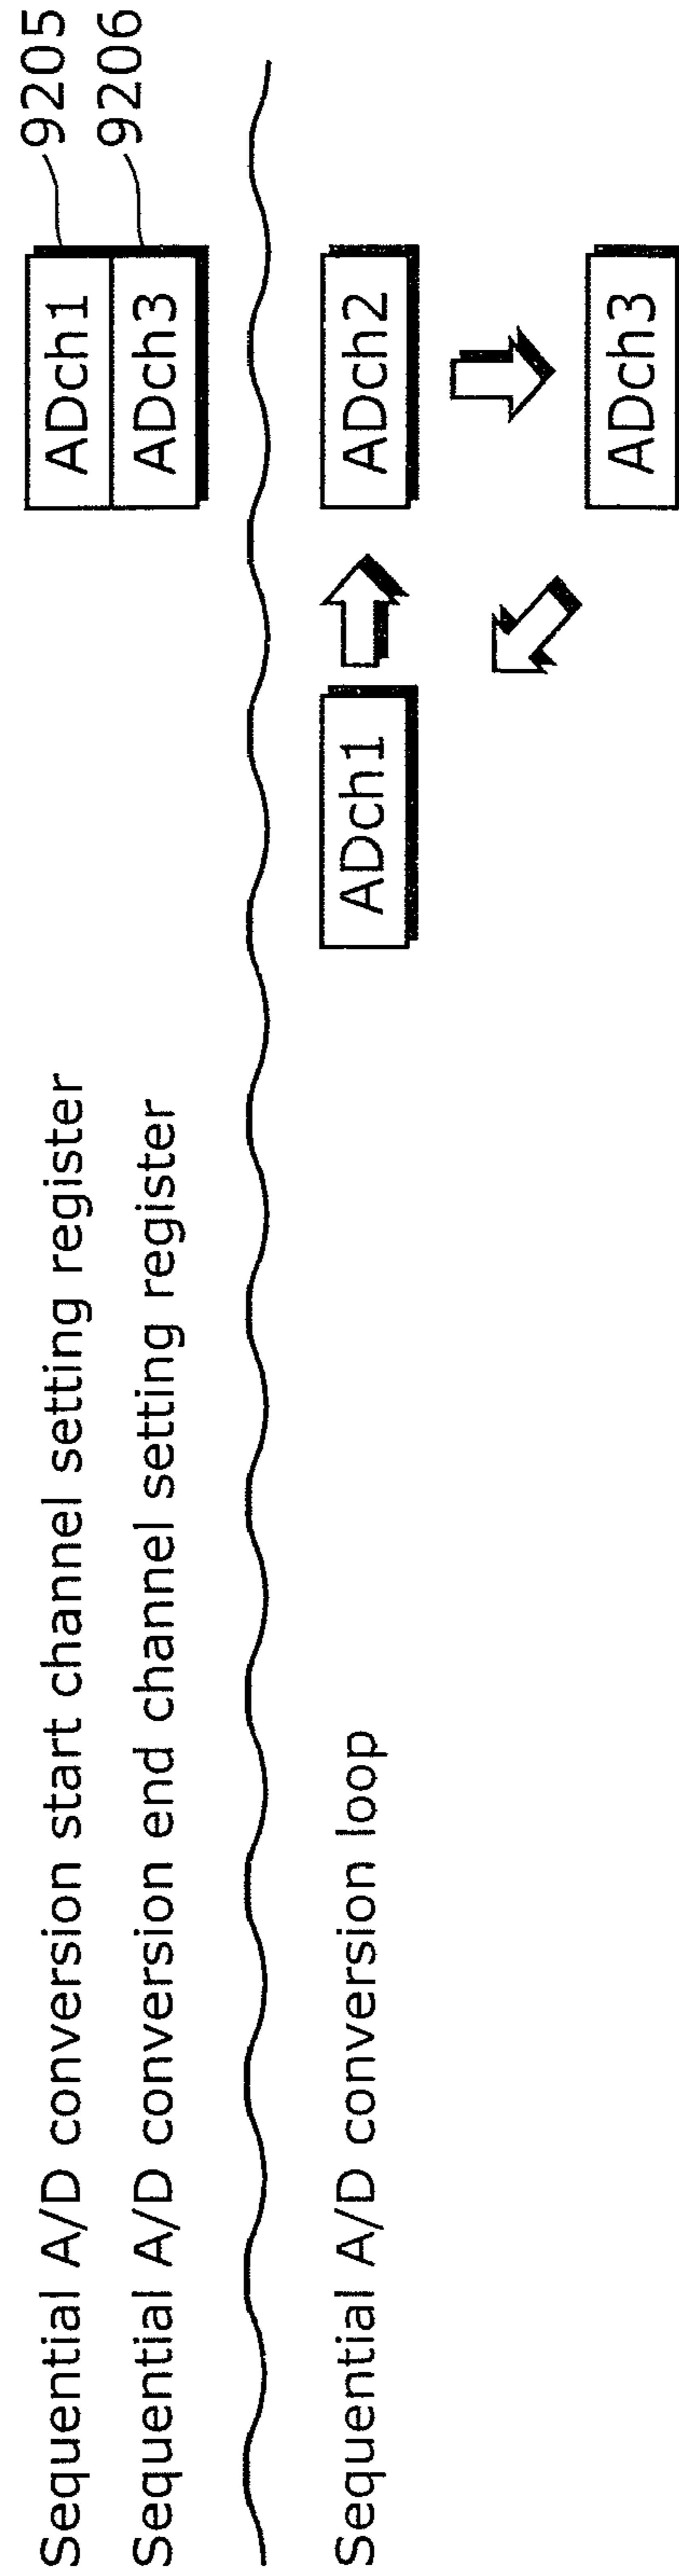 Sequential A/D conversion start channel setting register
ADch1
9205
Sequential A/D conversion end channel setting register
ADch3
9206
Sequential A/D conversion loop
ADch1
ADch2
ADch3